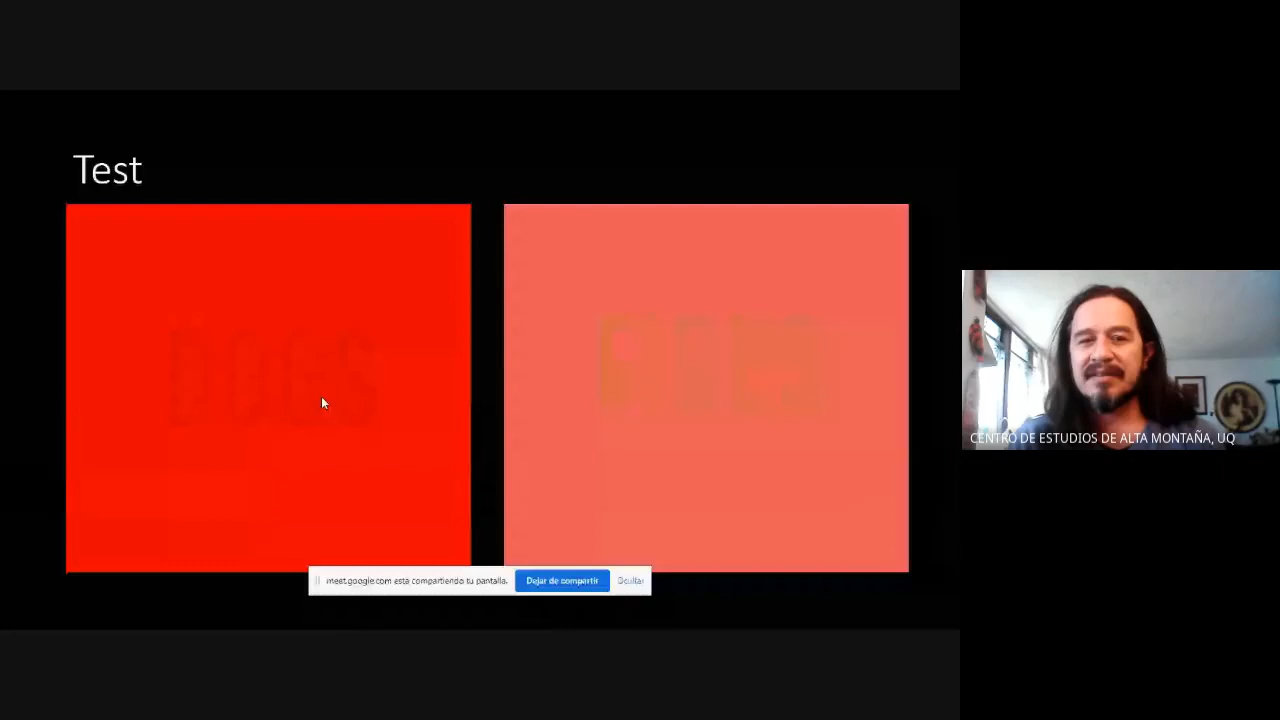 Test
DOGS
meet.google.com está compartiendo tu pantalla.
Dejar de compartir
Ocultar
CENTRO DE ESTUDIOS DE ALTA MONTAÑA, UQ